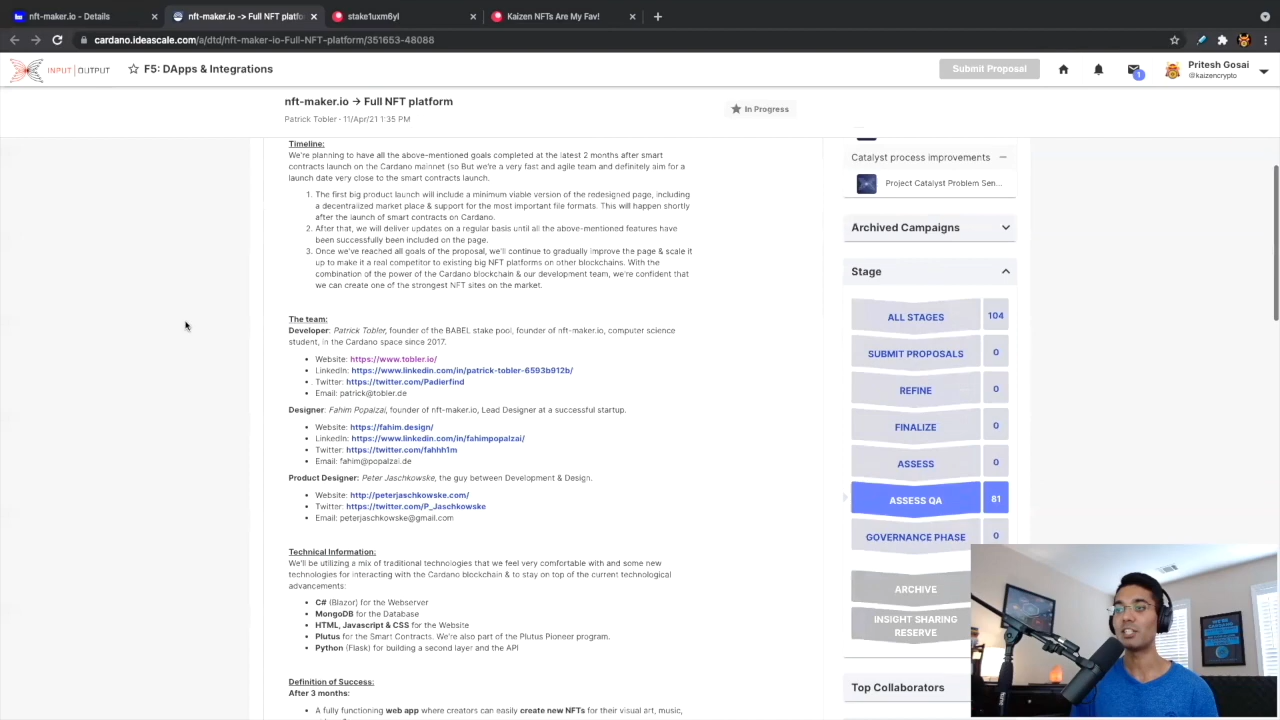 nft-maker.io - Details
nft-maker.io -> Full NFT platfo
stake1uxm6yl
Kaizen NFTs Are My Fav!
cardano.ideascale.com/a/dtd/nft-maker-io-Full-NFT-platform/351653-48088
INPUT | OUTPUT
F5: DApps & Integrations
Submit Proposal
1
Pritesh Gosai
@kaizencrypto
nft-maker.io → Full NFT platform
Patrick Tobler - 11/Apr/21 1:35 PM
In Progress
Timeline:
We're planning to have all the above-mentioned goals completed at the latest 2 months after smart
contracts launch on the Cardano mainnet (so But we're a very fast and agile team and definitely aim for a
launch date very close to the smart contracts launch.
1. The first big product launch will include a minimum viable version of the redesigned page, including
a decentralized market place & support for the most important file formats. This will happen shortly
after the launch of smart contracts on Cardano.
2. After that, we will deliver updates on a regular basis until all the above-mentioned features have
been successfully been included on the page.
3. Once we've reached all goals of the proposal, we'll continue to gradually improve the page & scale it
up to make it a real competitor to existing big NFT platforms on other blockchains. With the
combination of the power of the Cardano blockchain & our development team, we're confident that
we can create one of the strongest NFT sites on the market.
The team:
Developer: Patrick Tobler, founder of the BABEL stake pool, founder of nft-maker.io, computer science
student, in the Cardano space since 2017.
• Website: https://www.tobler.io/
• LinkedIn: https://www.linkedin.com/in/patrick-tobler-6593b912b/
• Twitter: https://twitter.com/Padierfind
• Email: patrick@tobler.de
Designer: Fahim Popalzai, founder of nft-maker.io, Lead Designer at a successful startup.
• Website: https://fahim.design/
• LinkedIn: https://www.linkedin.com/in/fahimpopalzai/
• Twitter: https://twitter.com/fahhh1m
• Email: fahim@popalzai.de
Product Designer: Peter Jaschkowske, the guy between Development & Design.
• Website: http://peterjaschkowske.com/
• Twitter: https://twitter.com/P_Jaschkowske
• Email: peterjaschkowske@gmail.com
Technical Information:
We'll be utilizing a mix of traditional technologies that we feel very comfortable with and some new
technologies for interacting with the Cardano blockchain & to stay on top of the current technological
advancements:
• C# (Blazor) for the Webserver
• MongoDB for the Database
• HTML, Javascript & CSS for the Website
• Plutus for the Smart Contracts. We're also part of the Plutus Pioneer program.
• Python (Flask) for building a second layer and the API
Definition of Success:
After 3 months:
• A fully functioning web app where creators can easily create new NFTs for their visual art, music,
Catalyst process improvements
Project Catalyst Problem Sen...
Archived Campaigns
Stage
ALL STAGES 104
SUBMIT PROPOSALS 0
REFINE 0
FINALIZE 0
ASSESS 0
ASSESS QA 81
GOVERNANCE PHASE 0
ARCHIVE
INSIGHT SHARING
RESERVE
Top Collaborators